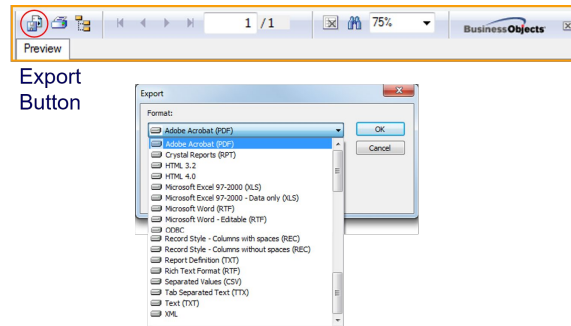 1 /1
75%
BusinessObjects
Preview
Export
Button
Export
Format:
Adobe Acrobat (PDF)
OK
Adobe Acrobat (PDF)
Cancel
Crystal Reports (RPT)
HTML 3.2
HTML 4.0
Microsoft Excel 97-2000 (XLS)
Microsoft Excel 97-2000 - Data only (XLS)
Microsoft Word (RTF)
Microsoft Word - Editable (RTF)
ODBC
Record Style - Columns with spaces (REC)
Record Style - Columns without spaces (REC)
Report Definition (TXT)
Rich Text Format (RTF)
Separated Values (CSV)
Tab Separated Text (TTX)
Text (TXT)
XML